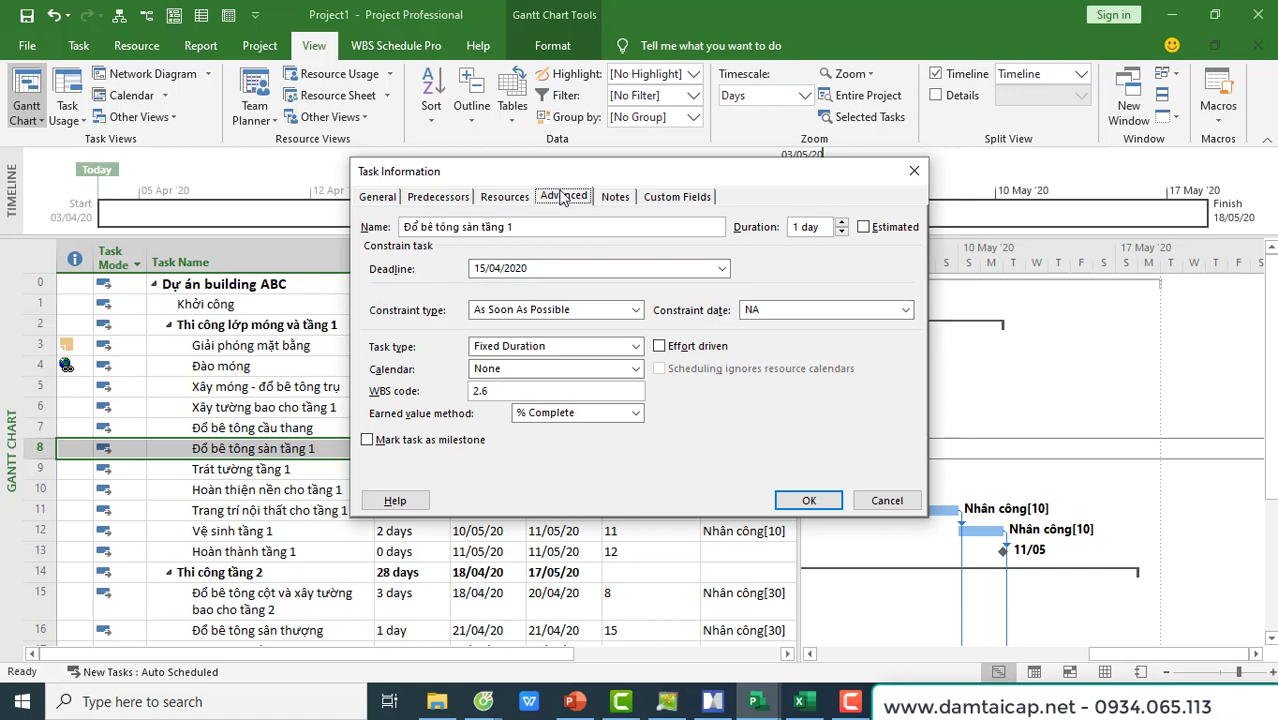 Project1 - Project Professional
Gantt Chart Tools
Sign in
File
Task
Resource
Report
Project
View
WBS Schedule Pro
Help
Format
Tell me what you want to do
Gantt Chart
Task Usage
Network Diagram
Calendar
Other Views
Task Views
Team Planner
Resource Usage
Resource Sheet
Other Views
Resource Views
Sort
Outline
Tables
Highlight: [No Highlight]
Filter: [No Filter]
Group by: [No Group]
Data
Timescale:
Days
Zoom
Entire Project
Selected Tasks
Zoom
Timeline Timeline
Details
Split View
New Window
Window
Macros
Macros
TIMELINE
Today
Start
03/04/20
05 Apr '20
12 Apr '20
03/05/20
10 May '20
17 May '20
Finish
18/05/20
Task Information
General
Predecessors
Resources
Advanced
Notes
Custom Fields
Name: Đổ bê tông sàn tầng 1
Duration: 1 day
Estimated
Constrain task
Deadline: 15/04/2020
Constraint type: As Soon As Possible
Constraint date: NA
Task type: Fixed Duration
Effort driven
Calendar: None
Scheduling ignores resource calendars
WBS code: 2.6
Earned value method: % Complete
Mark task as milestone
Help
OK
Cancel
GANTT CHART
Task Mode
Task Name
10 May '20
17 May '20
S M T W T F S S M
0 Dự án building ABC
1 Khởi công
2 Thi công lớp móng và tầng 1
3 Giải phóng mặt bằng
4 Đào móng
5 Xây móng - đổ bê tông trụ
6 Xây tường bao cho tầng 1
7 Đổ bê tông cầu thang
8 Đổ bê tông sàn tầng 1
9 Trát tường tầng 1
10 Hoàn thiện nền cho tầng 1
11 Trang trí nội thất cho tầng 1
12 Vệ sinh tầng 1 2 days 10/05/20 11/05/20 11
13 Hoàn thành tầng 1 0 days 11/05/20 11/05/20 12
14 Thi công tầng 2 28 days 18/04/20 17/05/20
15 Đổ bê tông cột và xây tường bao cho tầng 2 3 days 18/04/20 20/04/20 8 Nhân công[30]
16 Đổ bê tông sân thượng 1 day 21/04/20 21/04/20 15 Nhân công[30]
Nhân công[10]
Nhân công[10]
11/05
Ready
New Tasks : Auto Scheduled
Type here to search
www.damtaicap.net - 0934.065.113